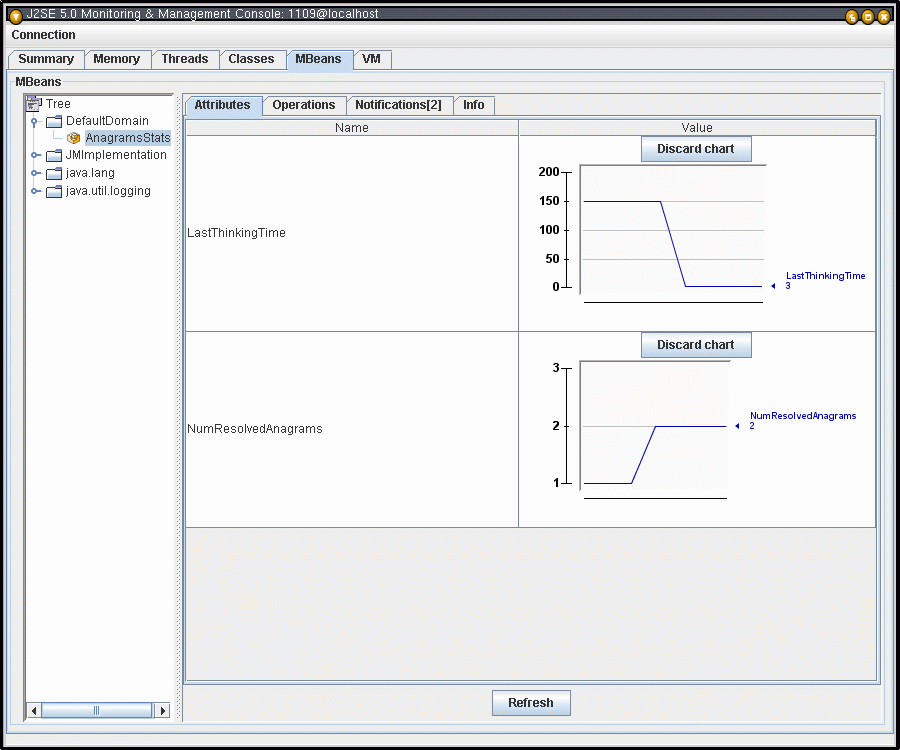 J2SE 5.0 Monitoring & Management Console: 1109@localhost
Connection
Summary Memory Threads Classes MBeans VM
MBeans
Tree
DefaultDomain
AnagramsStats
JMImplementation
java.lang
java.util.logging
Attributes Operations Notifications[2] Info
Name Value
LastThinkingTime
Discard chart
200
150
100
50
0
LastThinkingTime
3
NumResolvedAnagrams
Discard chart
3
2
1
NumResolvedAnagrams
2
Refresh